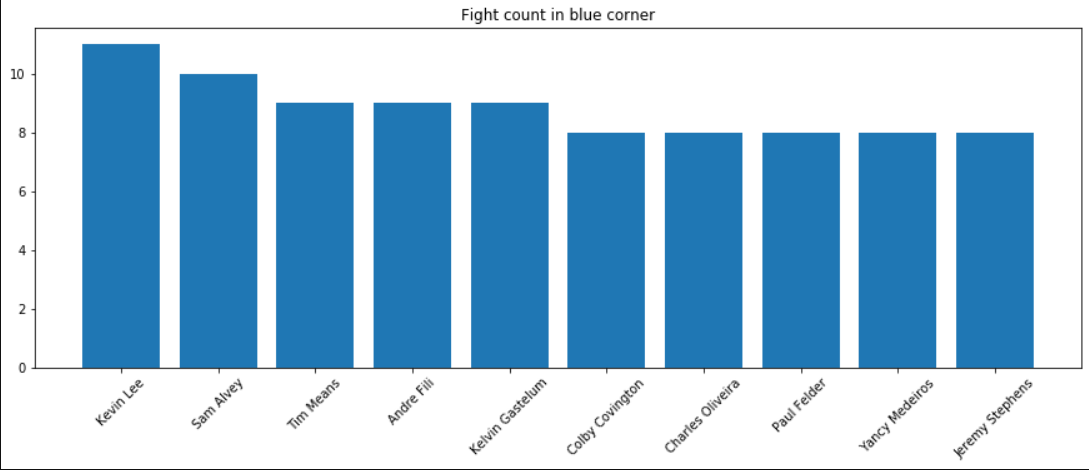 Fight count in blue corner
10
8
6
4
2
0
Kevin Lee
Sam Alvey
Tim Means
Andre Fili
Kelvin Gastelum
Colby Covington
Charles Oliveira
Paul Felder
Yancy Medeiros
Jeremy Stephens